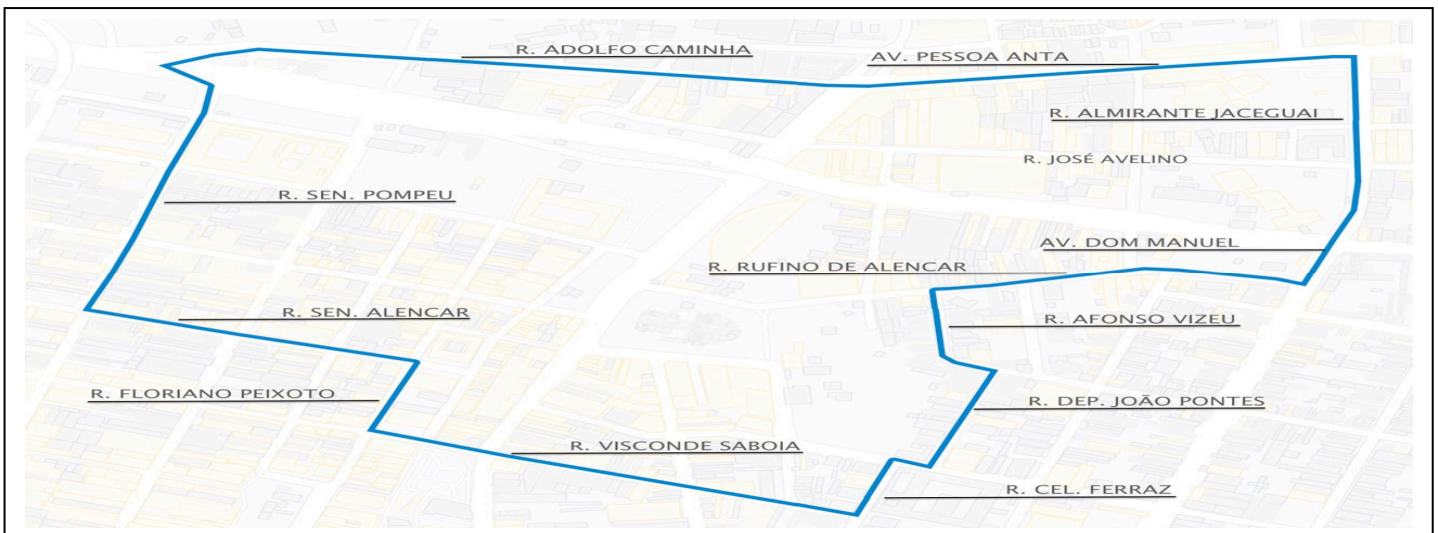 R. ADOLFO CAMINHA
AV. PESSOA ANTA
R. ALMIRANTE JACEGUAI
R. JOSÉ AVELINO
R. SEN. POMPEU
AV. DOM MANUEL
R. RUFINO DE ALENCAR
R. SEN. ALENCAR
R. AFONSO VIZEU
R. FLORIANO PEIXOTO
R. DEP. JOÃO PONTES
R. VISCONDE SABOIA
R. CEL. FERRAZ